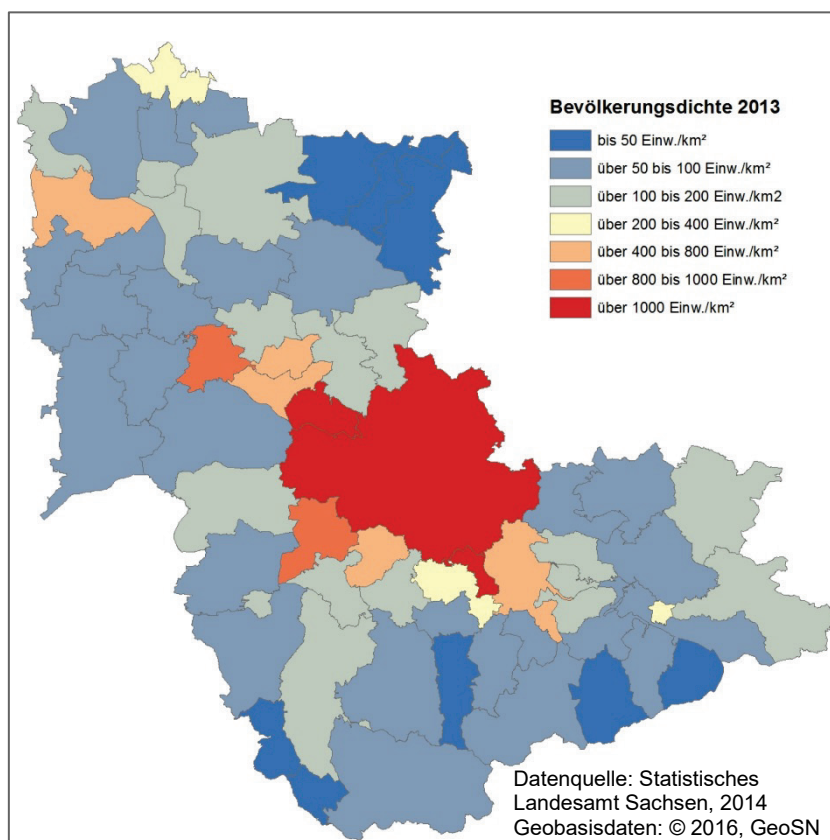 Bevölkerungsdichte 2013
bis 50 Einw./km²
über 50 bis 100 Einw./km²
über 100 bis 200 Einw./km2
über 200 bis 400 Einw./km²
über 400 bis 800 Einw./km²
über 800 bis 1000 Einw./km²
über 1000 Einw./km²
Datenquelle: Statistisches
Landesamt Sachsen, 2014
Geobasisdaten: © 2016, GeoSN